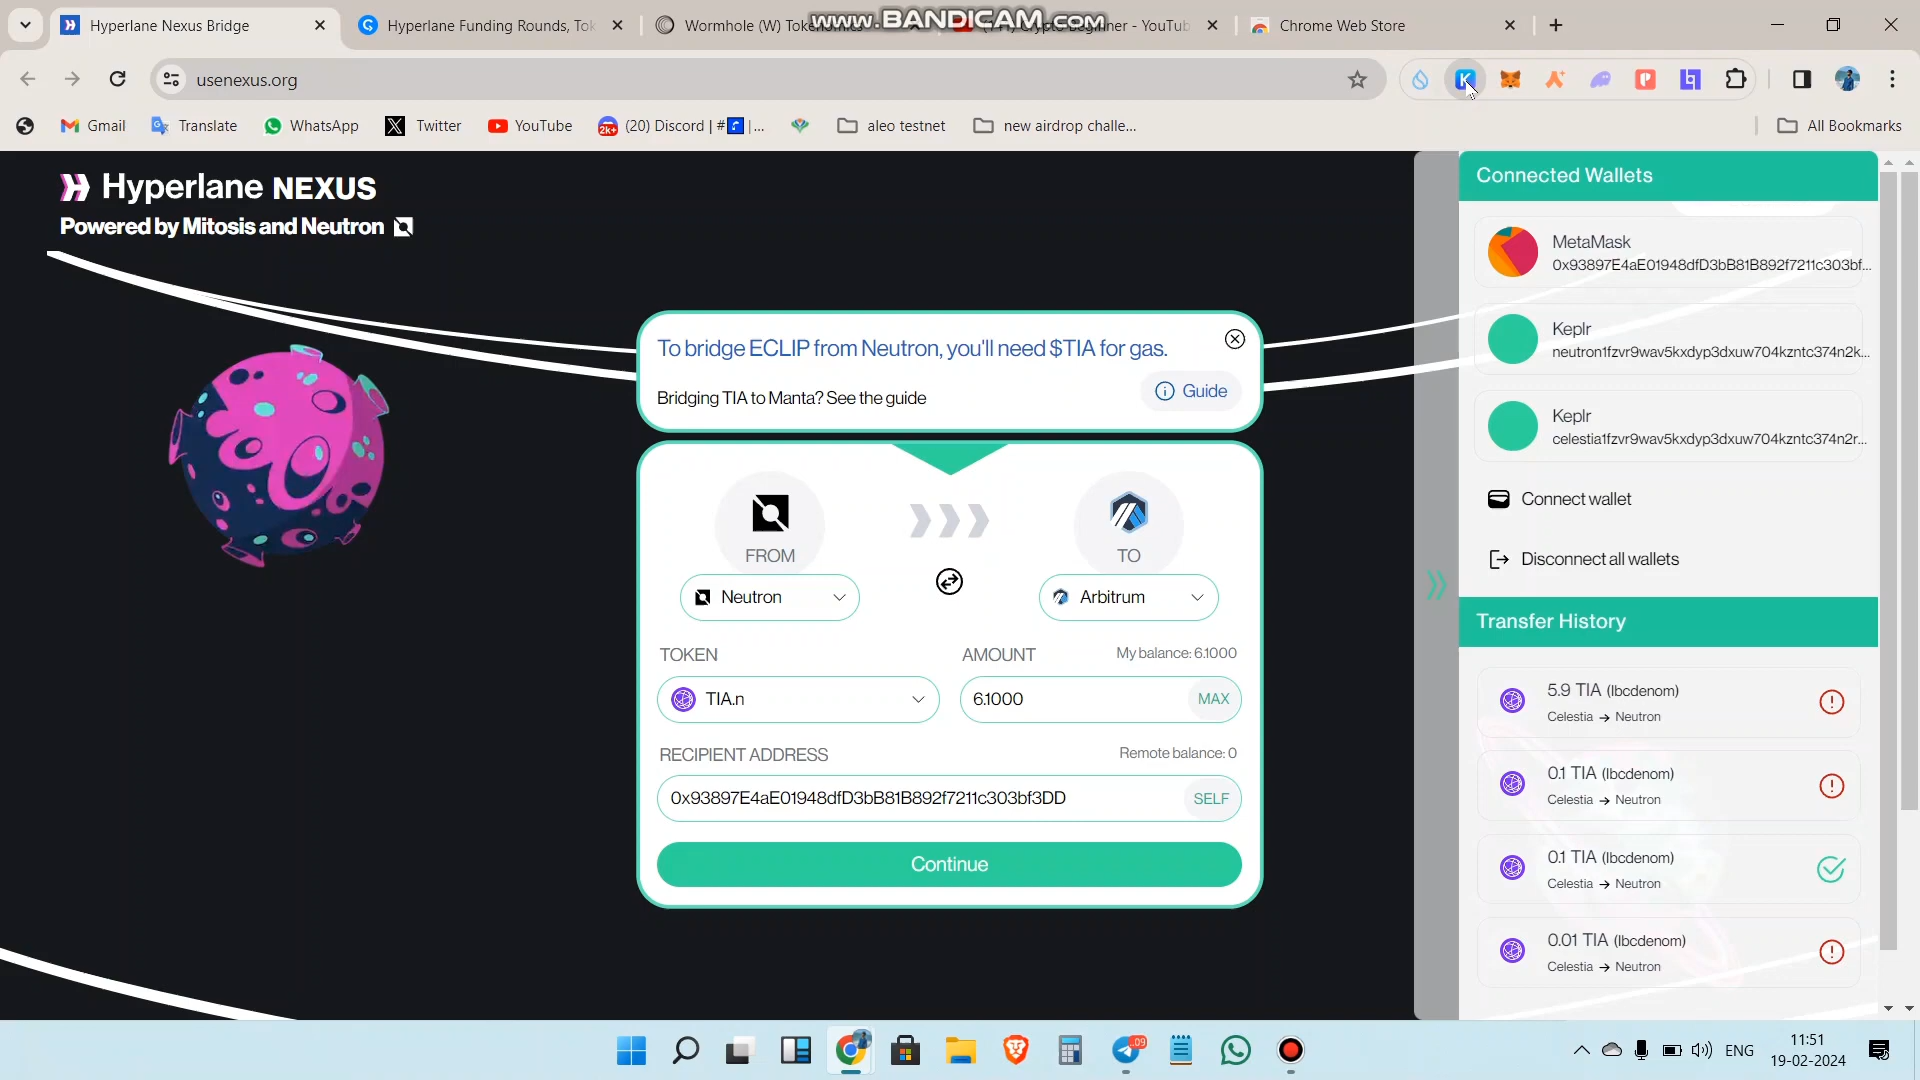 Hyperlane Nexus Bridge
Hyperlane Funding Rounds, Tok
Wormhole (W) Tokenomics
Crypto Beginner - YouTub
Chrome Web Store
www.BANDICAM.com
usenexus.org
Gmail
Translate
WhatsApp
Twitter
YouTube
(20) Discord | # | ...
aleo testnet
new airdrop challe...
All Bookmarks
Hyperlane NEXUS
Powered by Mitosis and Neutron
To bridge ECLIP from Neutron, you'll need $TIA for gas.
Bridging TIA to Manta? See the guide
Guide
FROM
TO
Neutron
Arbitrum
TOKEN
AMOUNT
My balance: 6.1000
TIA.n
6.1000
MAX
RECIPIENT ADDRESS
Remote balance: 0
0x93897E4aE01948dfD3bB81B892f7211c303bf3DD
SELF
Continue
Connected Wallets
MetaMask
0x93897E4aE01948dfD3bB81B892f7211c303bf...
Keplr
neutron1fzvr9wav5kxdyp3dxuw704kzntc374n2k...
Keplr
celestia1fzvr9wav5kxdyp3dxuw704kzntc374n2r...
Connect wallet
Disconnect all wallets
Transfer History
5.9 TIA (Ibcdenom)
Celestia → Neutron
0.1 TIA (Ibcdenom)
Celestia → Neutron
0.1 TIA (Ibcdenom)
Celestia → Neutron
0.01 TIA (Ibcdenom)
Celestia → Neutron
.09
ENG
11:51
19-02-2024